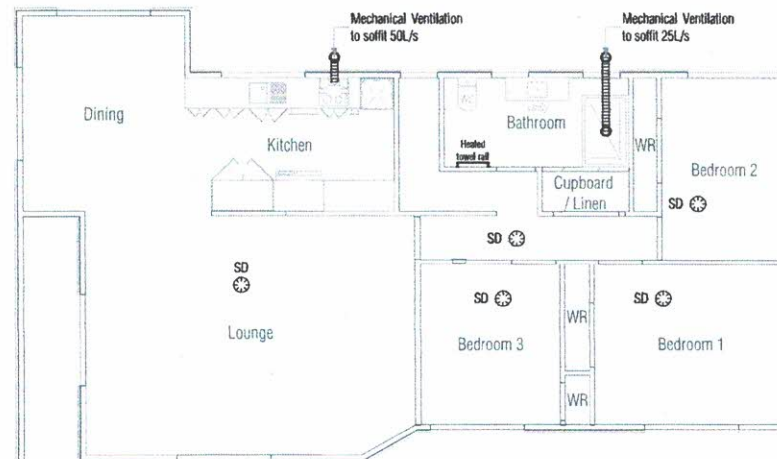 Mechanical Ventilation
to soffit 50L/s
Mechanical Ventilation
to soffit 25L/s
Dining
Kitchen
WC
Bathroom
Heated
towel rail
WR
Cupboard
/ Linen
Bedroom 2
SD
SD
SD
Lounge
SD
Bedroom 3
WR
WR
SD
Bedroom 1